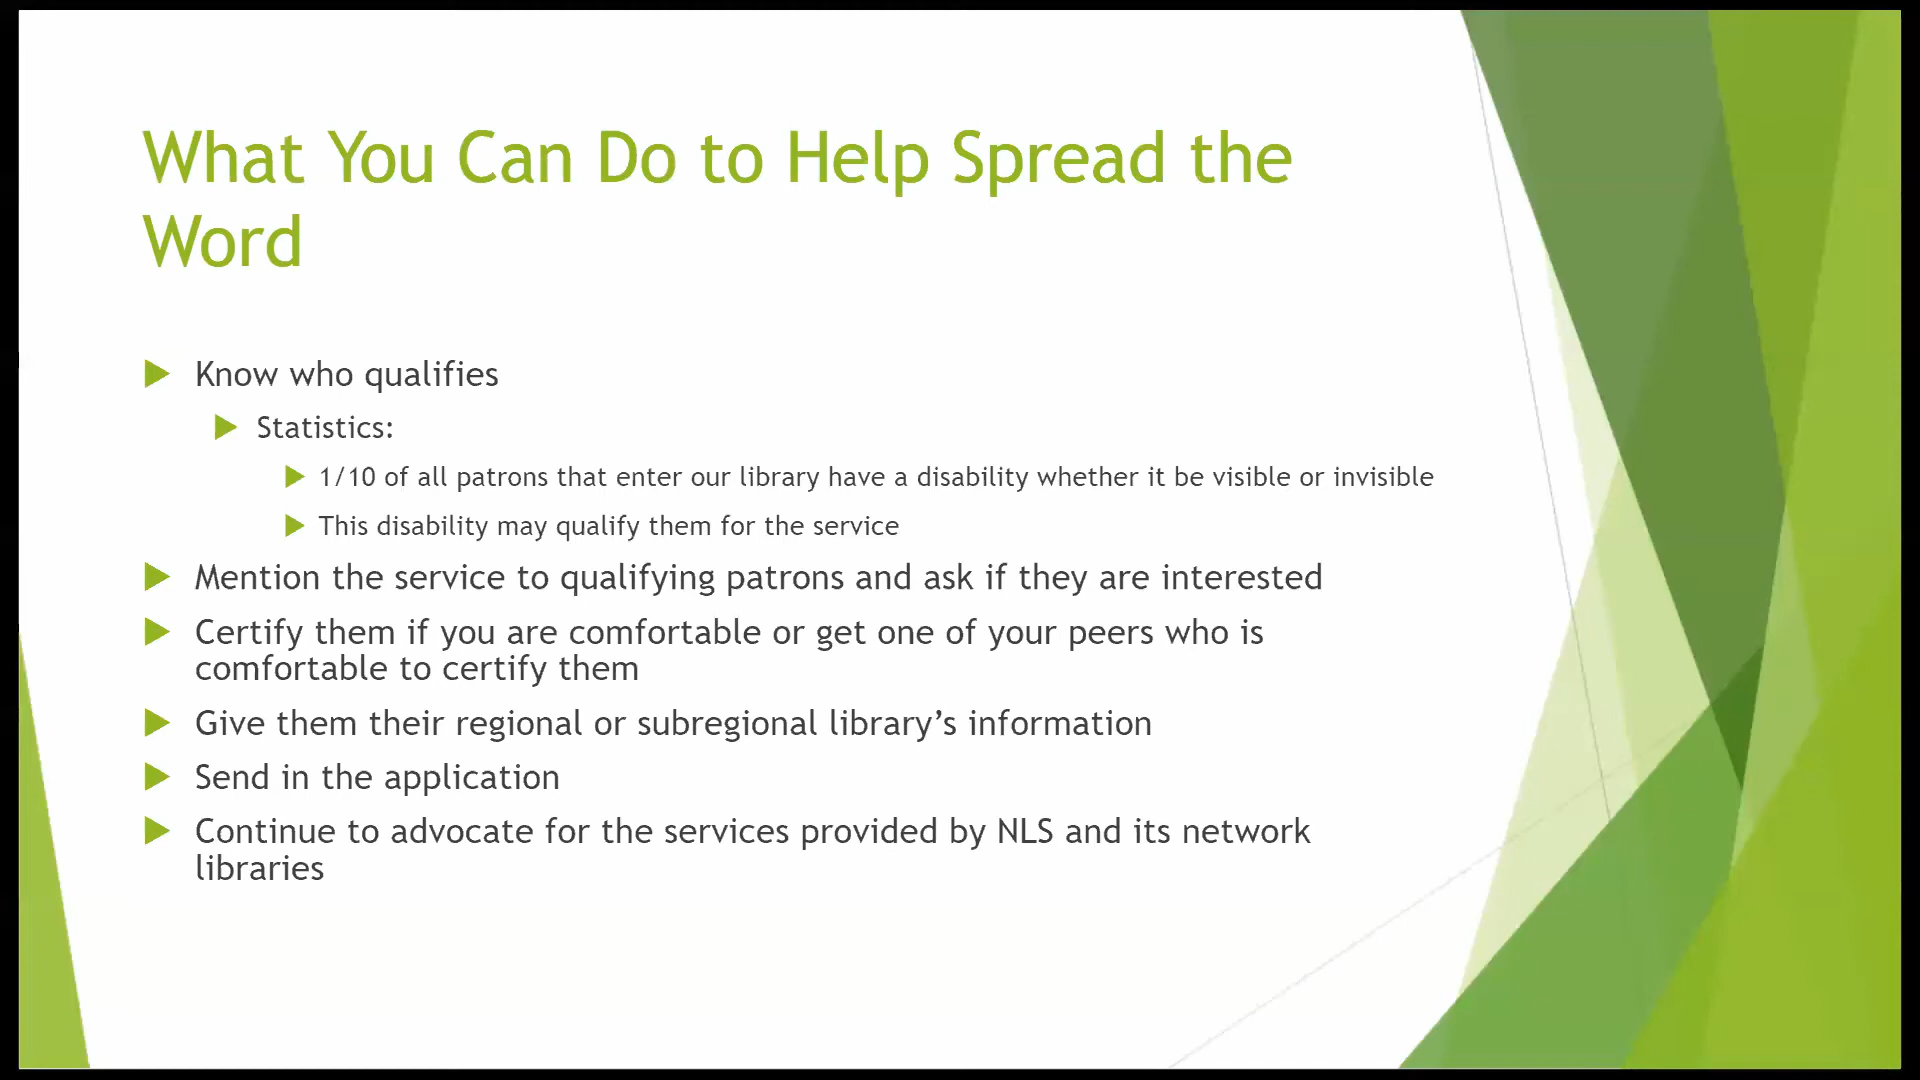 What You Can Do to Help Spread the
Word
Know who qualifies
Statistics:
1/10 of all patrons that enter our library have a disability whether it be visible or invisible
This disability may qualify them for the service
Mention the service to qualifying patrons and ask if they are interested
Certify them if you are comfortable or get one of your peers who is
comfortable to certify them
Give them their regional or subregional library’s information
Send in the application
Continue to advocate for the services provided by NLS and its network
libraries